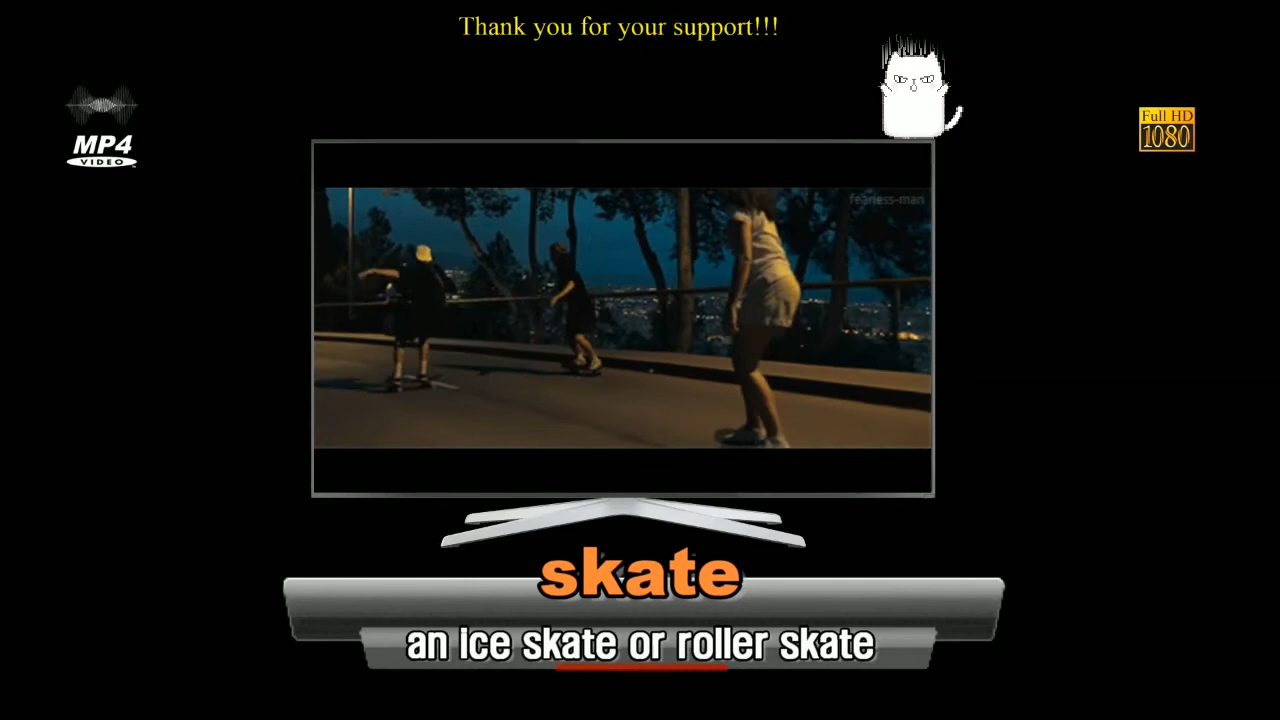 Thank you for your support!!!
MP4
VIDEO
Full HD
1080
fearless-man
skate
an ice skate or roller skate